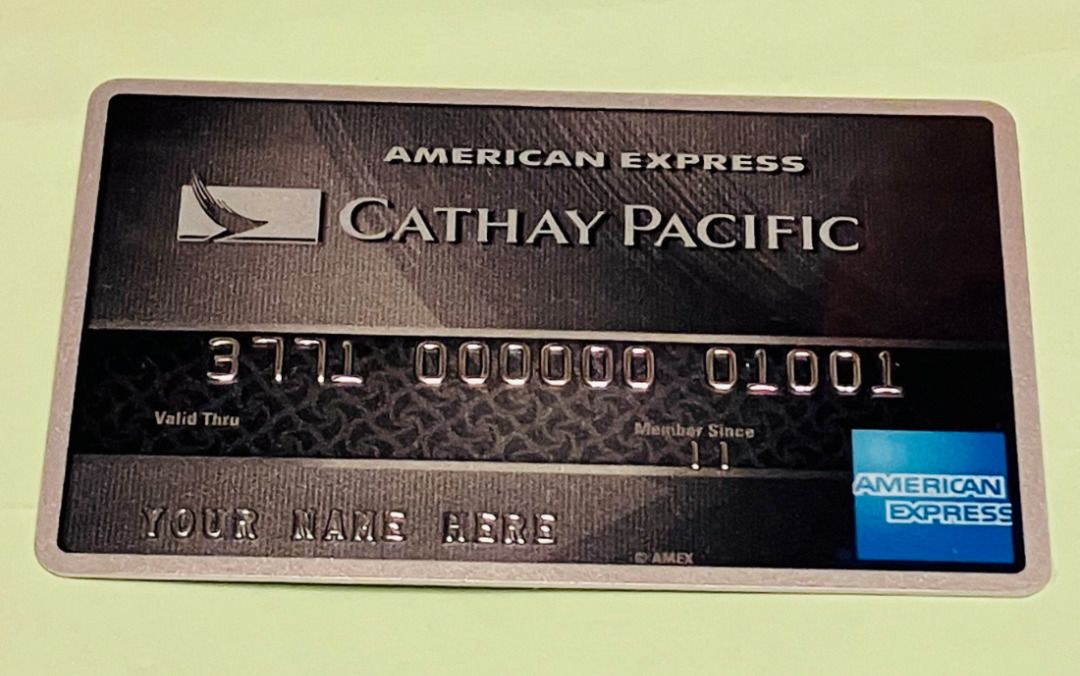 AMERICAN EXPRESS
CATHAY PACIFIC
3771 000000 01001
Valid Thru
Member Since
11
YOUR NAME HERE
© AMEX
AMERICAN
EXPRESS